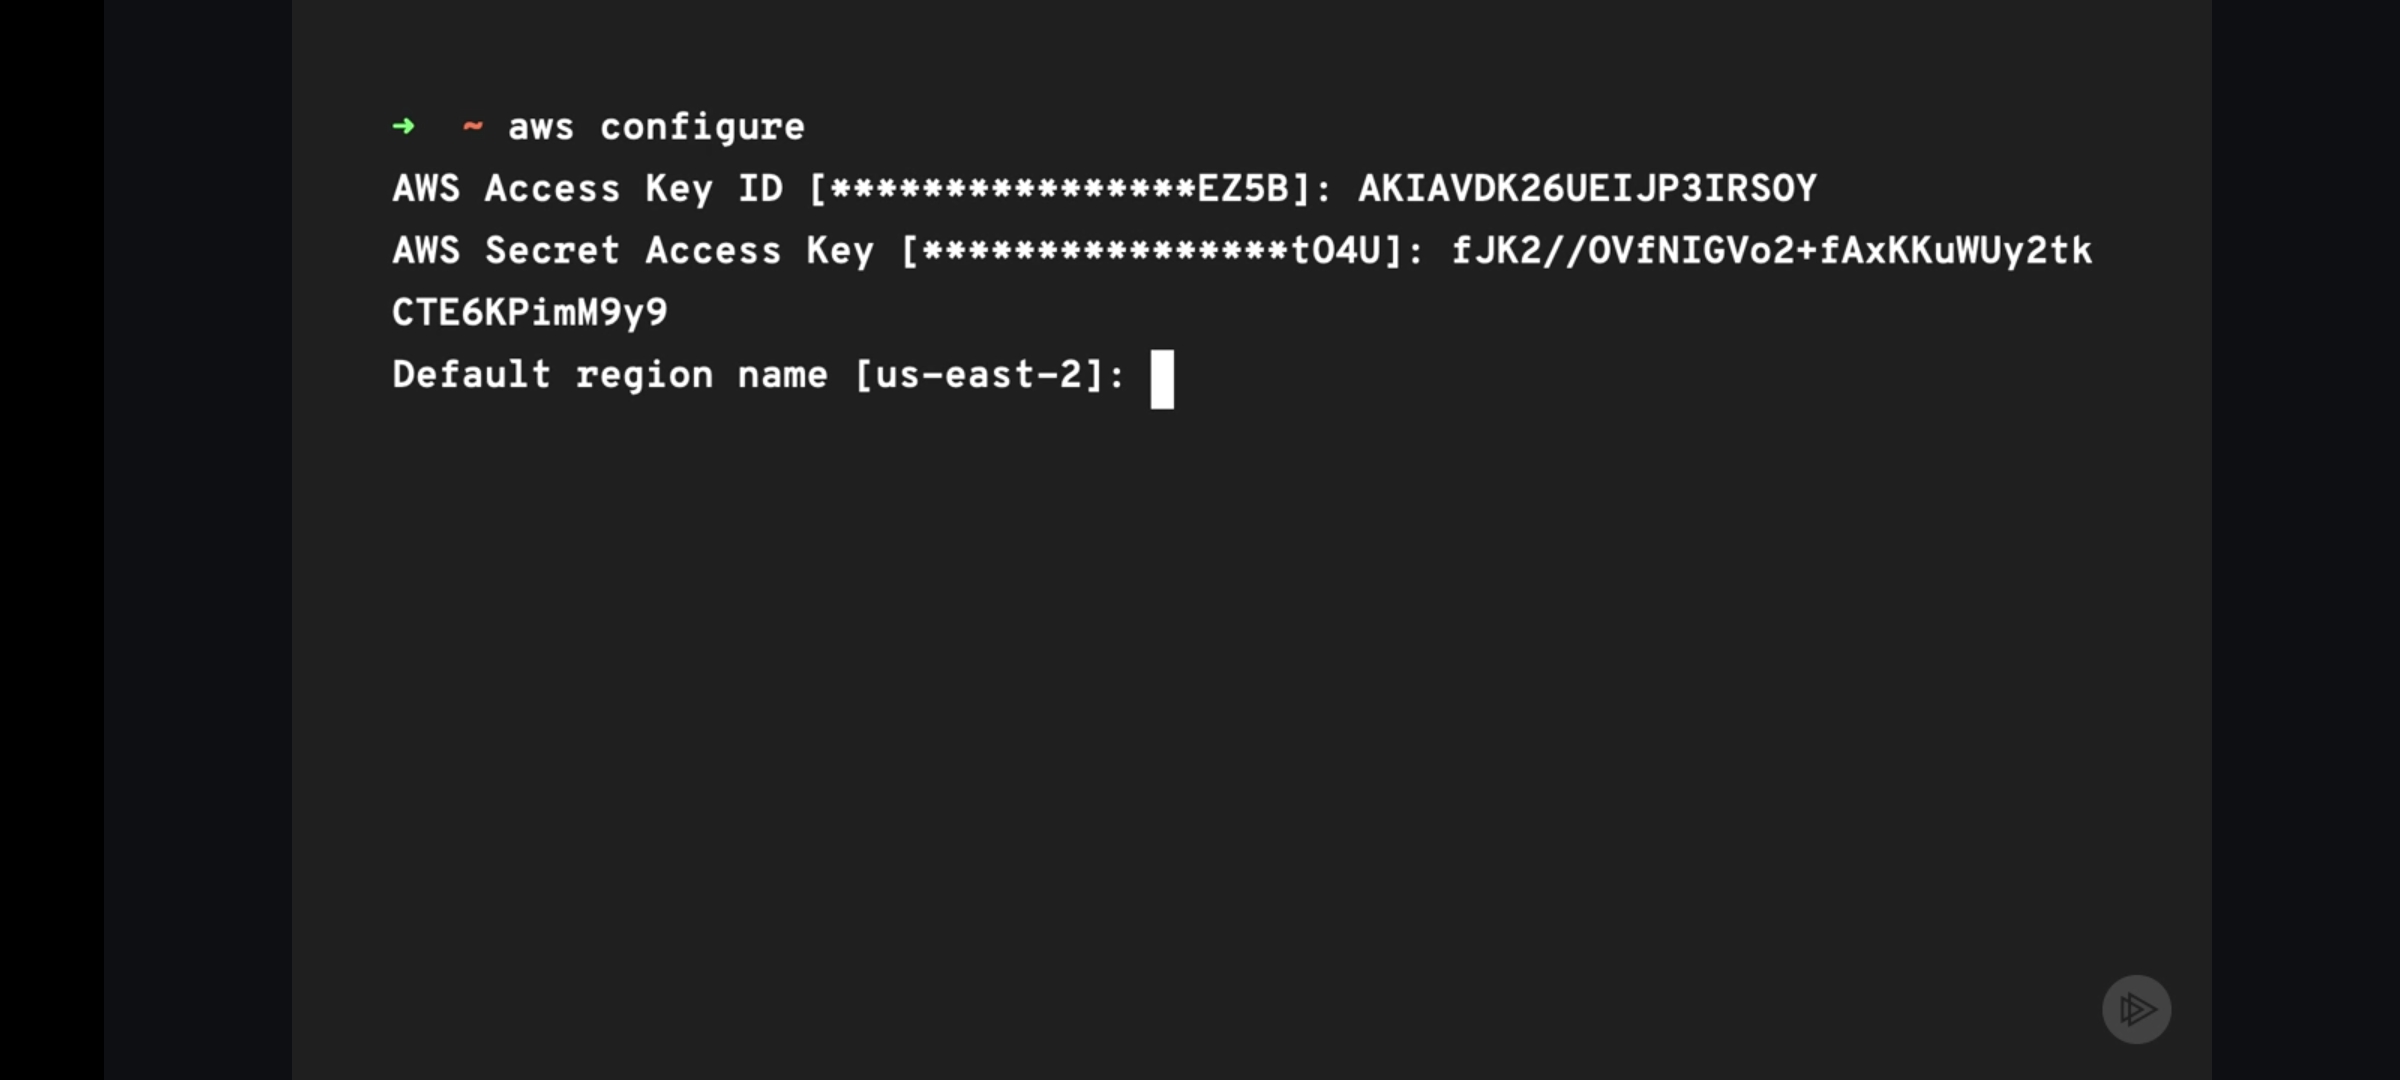 ➜ ~ aws configure
AWS Access Key ID [****************EZ5B]: AKIAVDK26UEIJP3IRSOY
AWS Secret Access Key [****************tO4U]: fJK2//OVfNIGVo2+fAxKKuWUy2tk
CTE6KPimM9y9
Default region name [us-east-2]: